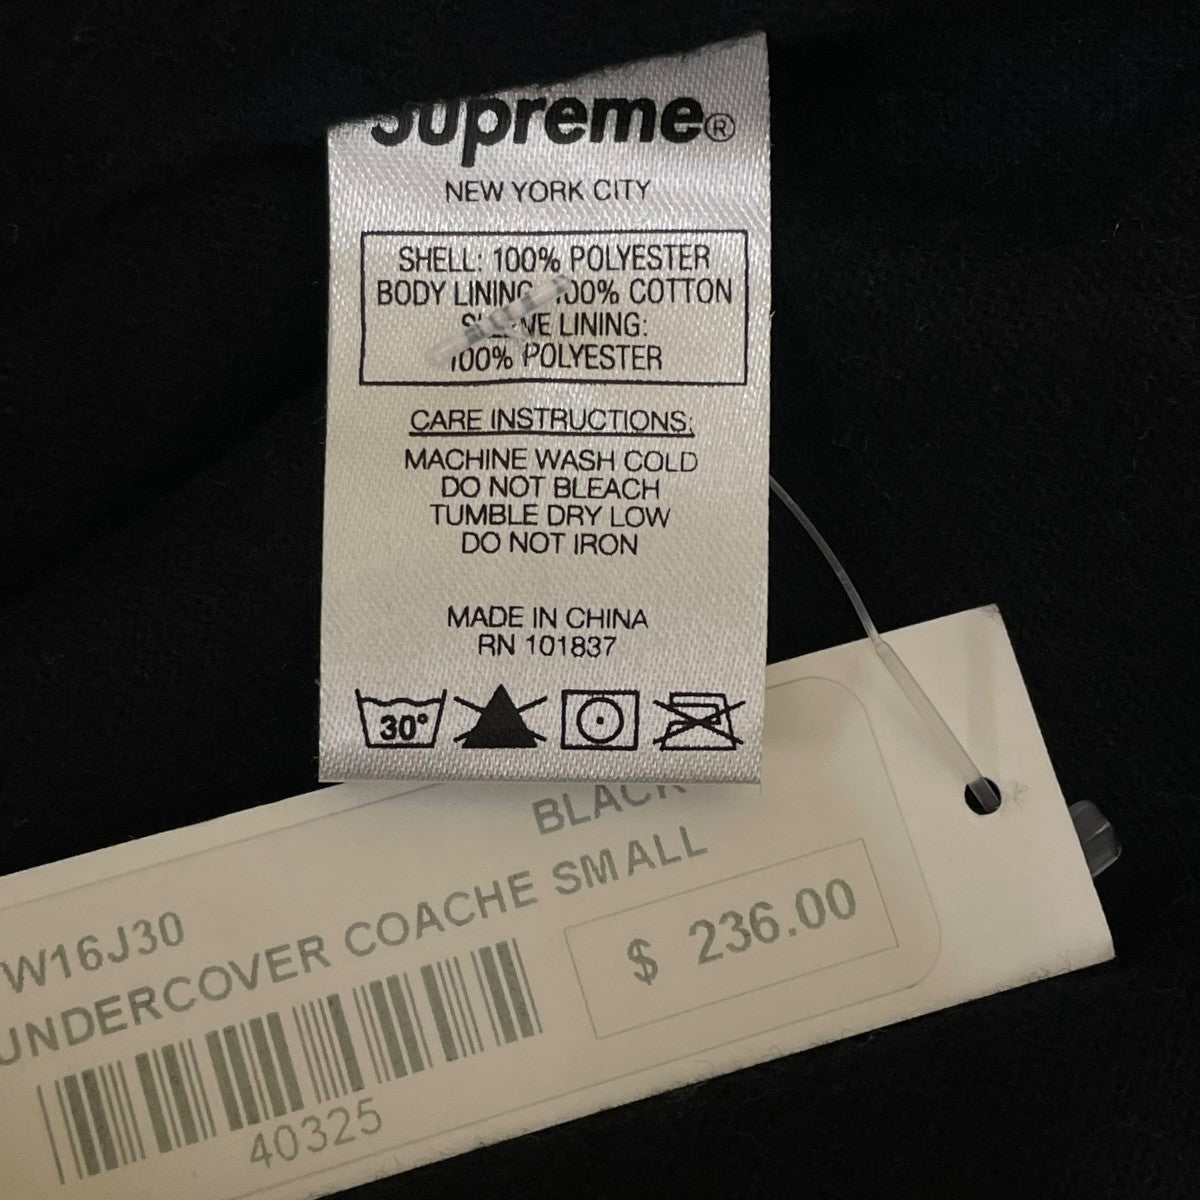 Supreme®
NEW YORK CITY
SHELL: 100% POLYESTER
BODY LINING 100% COTTON
SLEEVE LINING:
100% POLYESTER
CARE INSTRUCTIONS:
MACHINE WASH COLD
DO NOT BLEACH
TUMBLE DRY LOW
DO NOT IRON
MADE IN CHINA
RN 101837
30°
BLACK
W16J30
UNDERCOVER COACHE SMALL
$ 236.00
40325